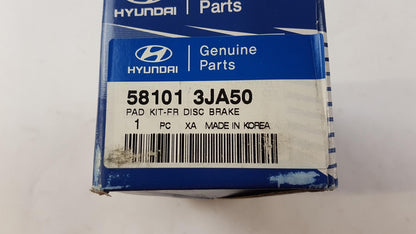 HYUNDAI Parts
Genuine
HYUNDAI Parts
58101 3JA50
PAD KIT-FR DISC BRAKE
1 PC XA MADE IN KOREA